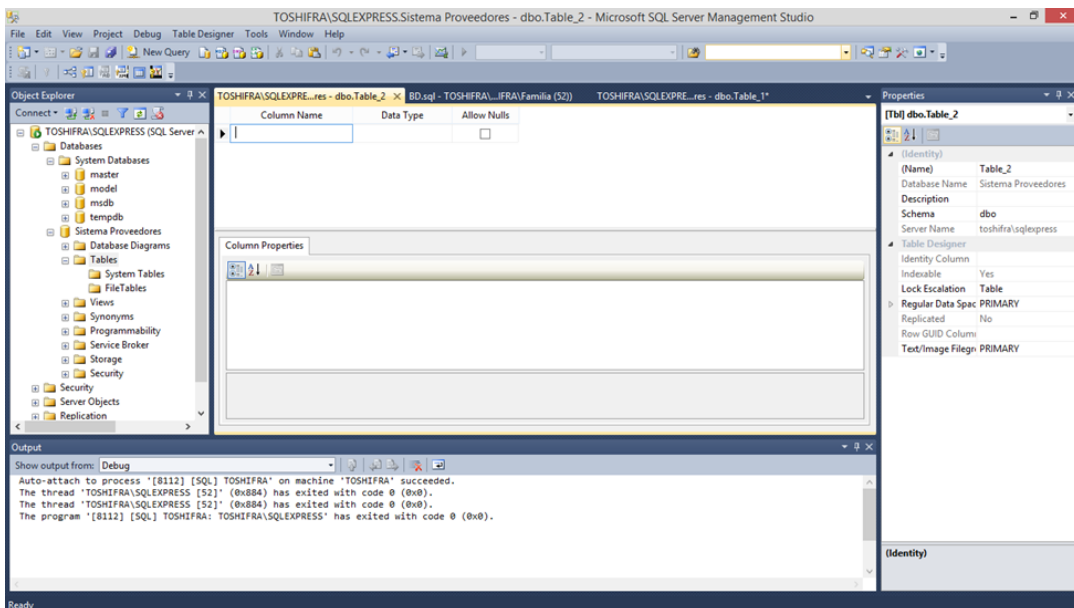 TOSHIFRA\SQLEXPRESS.Sistema Proveedores - dbo.Table_2 - Microsoft SQL Server Management Studio
File Edit View Project Debug Table Designer Tools Window Help
New Query
Object Explorer
Connect
TOSHIFRA\SQLEXPRESS (SQL Server
Databases
System Databases
master
model
msdb
tempdb
Sistema Proveedores
Database Diagrams
Tables
System Tables
FileTables
Views
Synonyms
Programmability
Service Broker
Storage
Security
Security
Server Objects
Replication
TOSHIFRA\SQLEXPRE...res - dbo.Table_2 BD.sql - TOSHIFRA\...IFRA\Familia (52)) TOSHIFRA\SQLEXPRE...res - dbo.Table_1*
Column Name Data Type Allow Nulls
Column Properties
Properties
[Tbl] dbo.Table_2
(Identity)
(Name) Table_2
Database Name Sistema Proveedores
Description
Schema dbo
Server Name toshifra\sqlexpress
Table Designer
Identity Column
Indexable Yes
Lock Escalation Table
Regular Data Spac PRIMARY
Replicated No
Row GUID Colum
Text/Image Filegr PRIMARY
(Identity)
Output
Show output from: Debug
Auto-attach to process '[8112] [SQL] TOSHIFRA' on machine 'TOSHIFRA' succeeded.
The thread 'TOSHIFRA\SQLEXPRESS [52]' (0x884) has exited with code 0 (0x0).
The thread 'TOSHIFRA\SQLEXPRESS [52]' (0x884) has exited with code 0 (0x0).
The program '[8112] [SQL] TOSHIFRA: TOSHIFRA\SQLEXPRESS' has exited with code 0 (0x0).
Ready